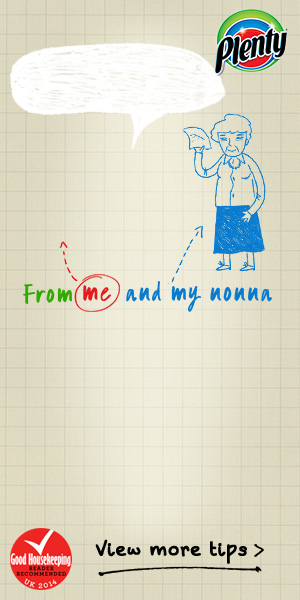 Plenty
From me and my nonna
Good Housekeeping
READER
RECOMMENDED
UK 2014
View more tips >